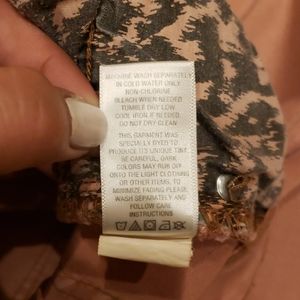 MACHINE WASH SEPARATELY
IN COLD WATER ONLY
NON-CHLORINE
BLEACH WHEN NEEDED
TUMBLE DRY LOW
COOL IRON IF NEEDED
DO NOT DRY CLEAN
THIS GARMENT WAS
SPECIALLY DYED TO
PRODUCE IT'S UNIQUE TINT
BE CAREFUL, DARK
COLORS MAY RUN OFF
ONTO THE LIGHT CLOTHING
OR OTHER ITEMS, TO
MINIMIZE FADING PLEASE
WASH SEPARATELY AND
FOLLOW CARE
INSTRUCTIONS